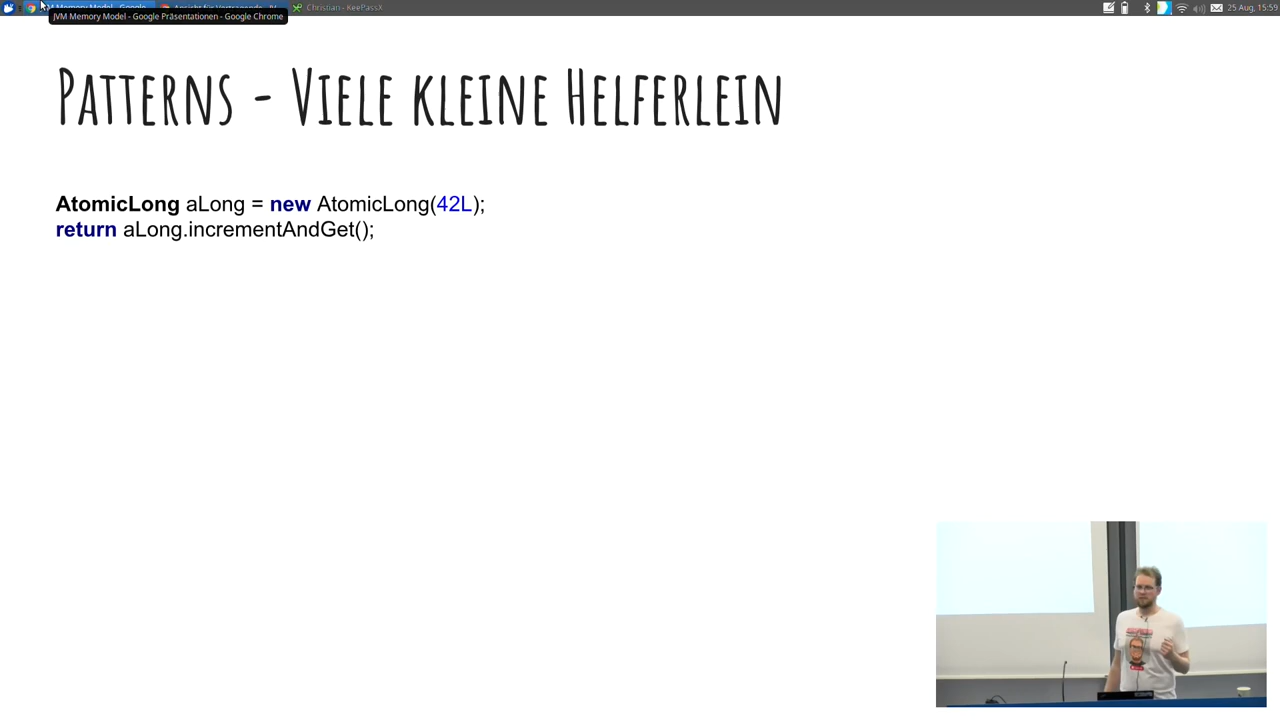 JVM Memory Model - Google Präsentationen - Google Chrome
Christian - KeePassX
25 Aug, 15:59
Patterns - Viele kleine Helferlein
AtomicLong aLong = new AtomicLong(42L);
return aLong.incrementAndGet();